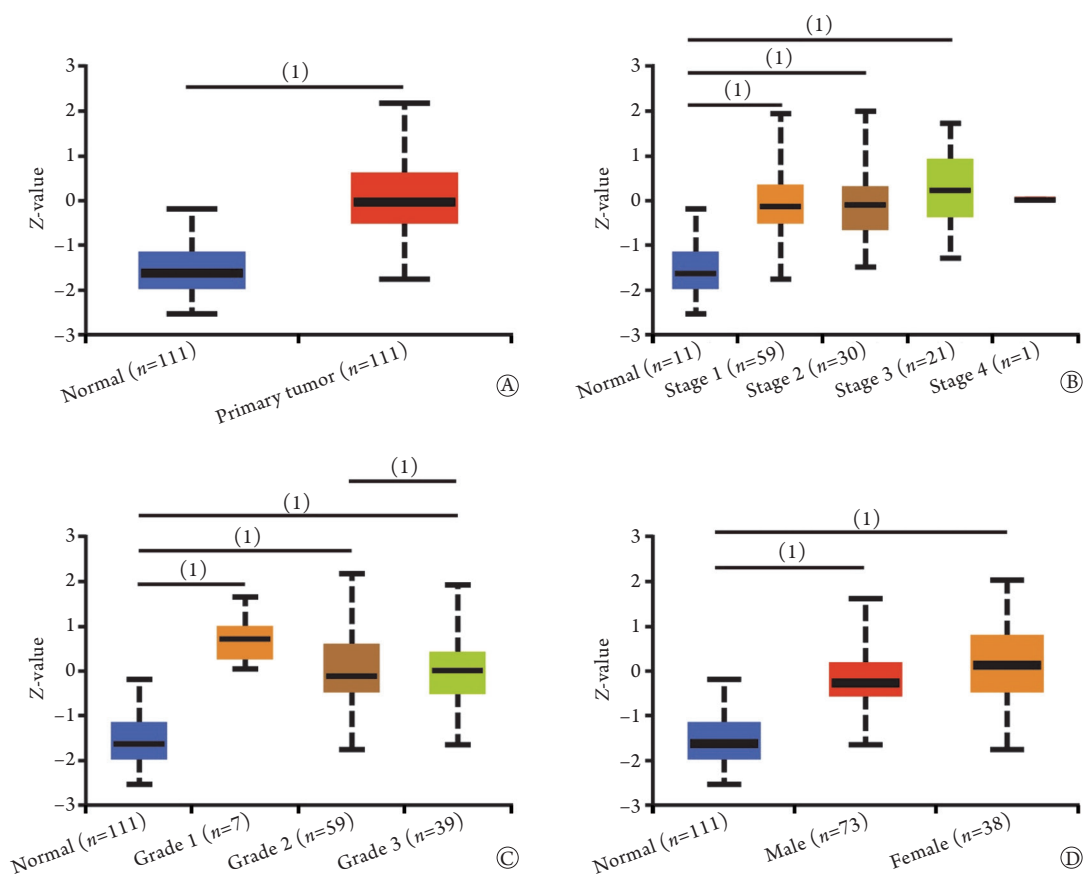 (1)
3
2
1
0
−1
−2
−3
Z-value
Normal (n=111)
Primary tumor (n=111)
Ⓐ
(1)
(1)
(1)
3
2
1
0
−1
−2
−3
Z-value
Normal (n=11)
Stage 1 (n=59)
Stage 2 (n=30)
Stage 3 (n=21)
Stage 4 (n=1)
Ⓑ
(1)
(1)
(1)
(1)
3
2
1
0
−1
−2
−3
Z-value
Normal (n=111)
Grade 1 (n=7)
Grade 2 (n=59)
Grade 3 (n=39)
Ⓒ
(1)
(1)
3
2
1
0
−1
−2
−3
Z-value
Normal (n=111)
Male (n=73)
Female (n=38)
Ⓓ